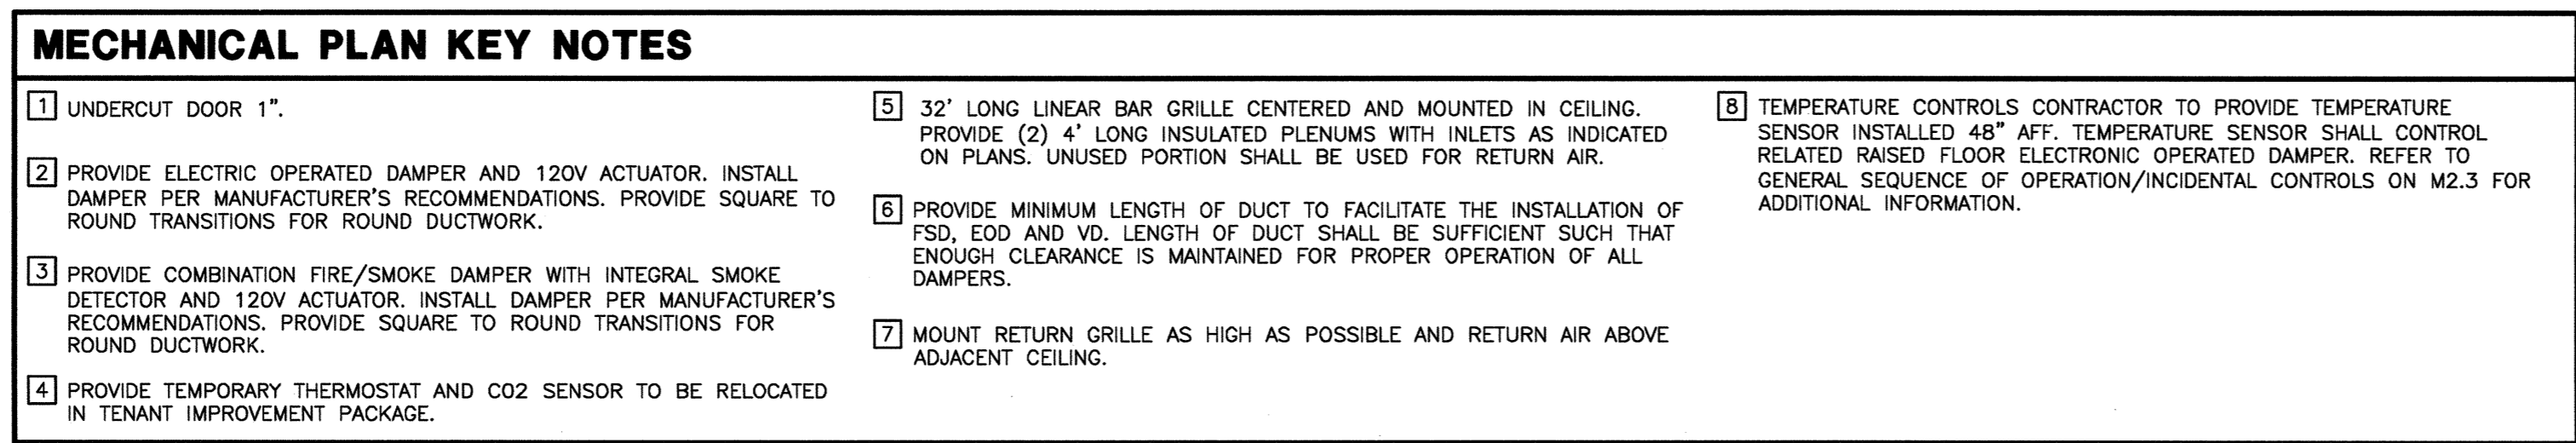 MECHANICAL PLAN KEY NOTES
1 UNDERCUT DOOR 1".
2 PROVIDE ELECTRIC OPERATED DAMPER AND 120V ACTUATOR. INSTALL
DAMPER PER MANUFACTURER'S RECOMMENDATIONS. PROVIDE SQUARE TO
ROUND TRANSITIONS FOR ROUND DUCTWORK.
3 PROVIDE COMBINATION FIRE/SMOKE DAMPER WITH INTEGRAL SMOKE
DETECTOR AND 120V ACTUATOR. INSTALL DAMPER PER MANUFACTURER'S
RECOMMENDATIONS. PROVIDE SQUARE TO ROUND TRANSITIONS FOR
ROUND DUCTWORK.
4 PROVIDE TEMPORARY THERMOSTAT AND CO2 SENSOR TO BE RELOCATED
IN TENANT IMPROVEMENT PACKAGE.
5 32' LONG LINEAR BAR GRILLE CENTERED AND MOUNTED IN CEILING.
PROVIDE (2) 4' LONG INSULATED PLENUMS WITH INLETS AS INDICATED
ON PLANS. UNUSED PORTION SHALL BE USED FOR RETURN AIR.
6 PROVIDE MINIMUM LENGTH OF DUCT TO FACILITATE THE INSTALLATION OF
FSD, EOD AND VD. LENGTH OF DUCT SHALL BE SUFFICIENT SUCH THAT
ENOUGH CLEARANCE IS MAINTAINED FOR PROPER OPERATION OF ALL
DAMPERS.
7 MOUNT RETURN GRILLE AS HIGH AS POSSIBLE AND RETURN AIR ABOVE
ADJACENT CEILING.
8 TEMPERATURE CONTROLS CONTRACTOR TO PROVIDE TEMPERATURE
SENSOR INSTALLED 48" AFF. TEMPERATURE SENSOR SHALL CONTROL
RELATED RAISED FLOOR ELECTRONIC OPERATED DAMPER. REFER TO
GENERAL SEQUENCE OF OPERATION/INCIDENTAL CONTROLS ON M2.3 FOR
ADDITIONAL INFORMATION.